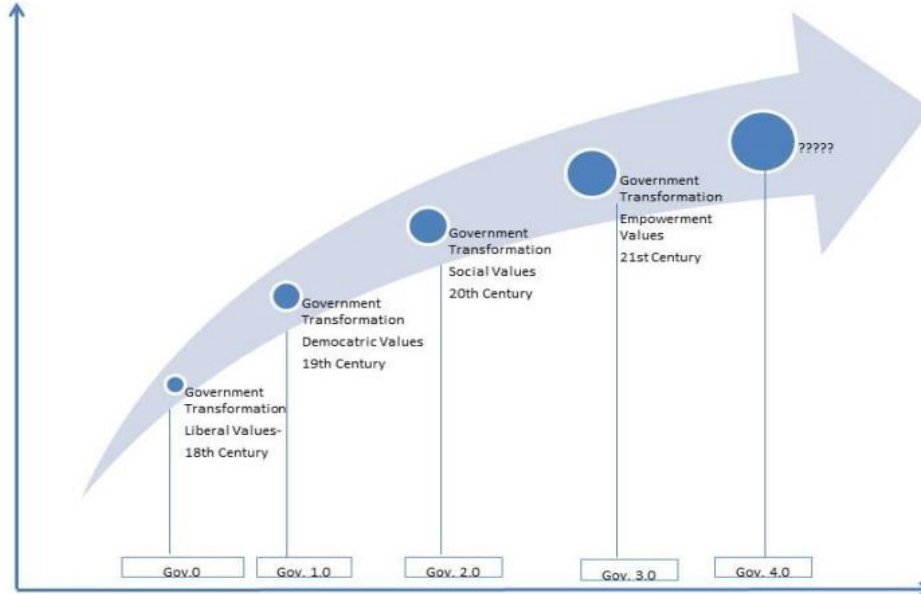 ?????
Government
Transformation
Empowerment
Values
21st Century
Government
Transformation
Social Values
20th Century
Government
Transformation
Democatric Values
19th Century
Government
Transformation
Liberal Values-
18th Century
Gov.0
Gov. 1.0
Gov. 2.0
Gov. 3.0
Gov. 4.0